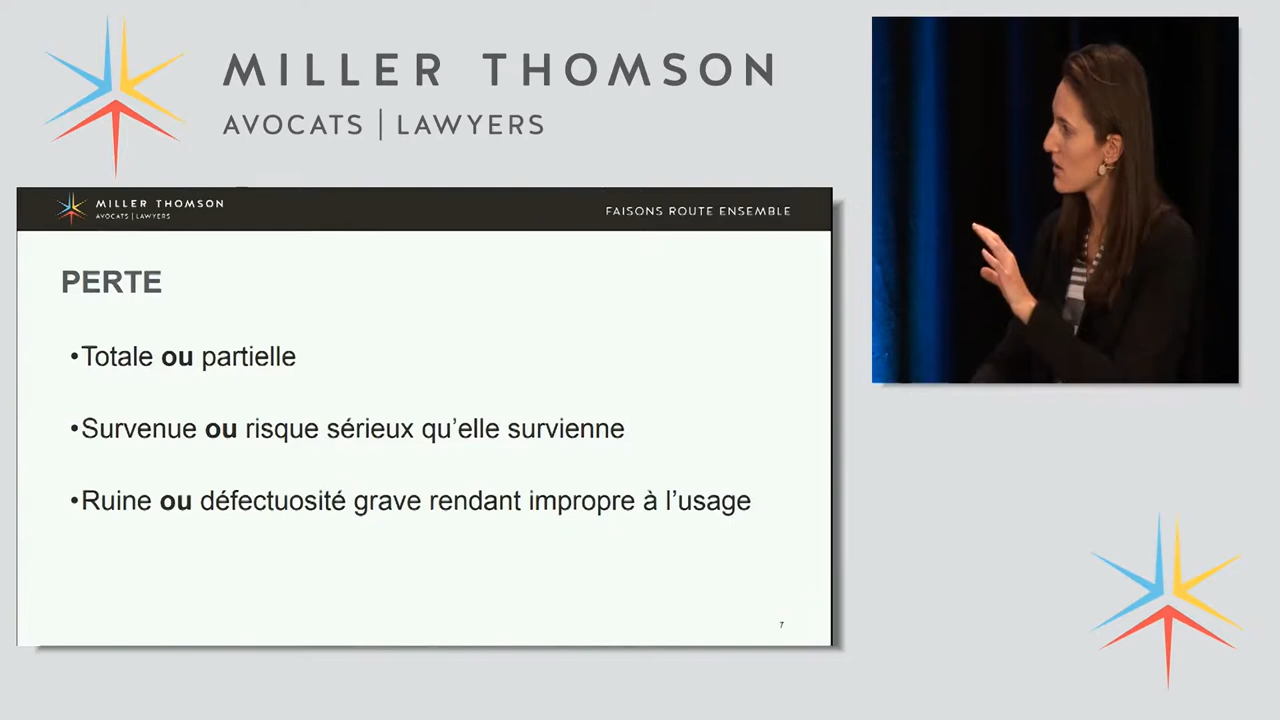 MILLER THOMSON
AVOCATS | LAWYERS
MILLER THOMSON
AVOCATS | LAWYERS
FAISONS ROUTE ENSEMBLE
PERTE
•Totale ou partielle
•Survenue ou risque sérieux qu’elle survienne
•Ruine ou défectuosité grave rendant impropre à l’usage
7